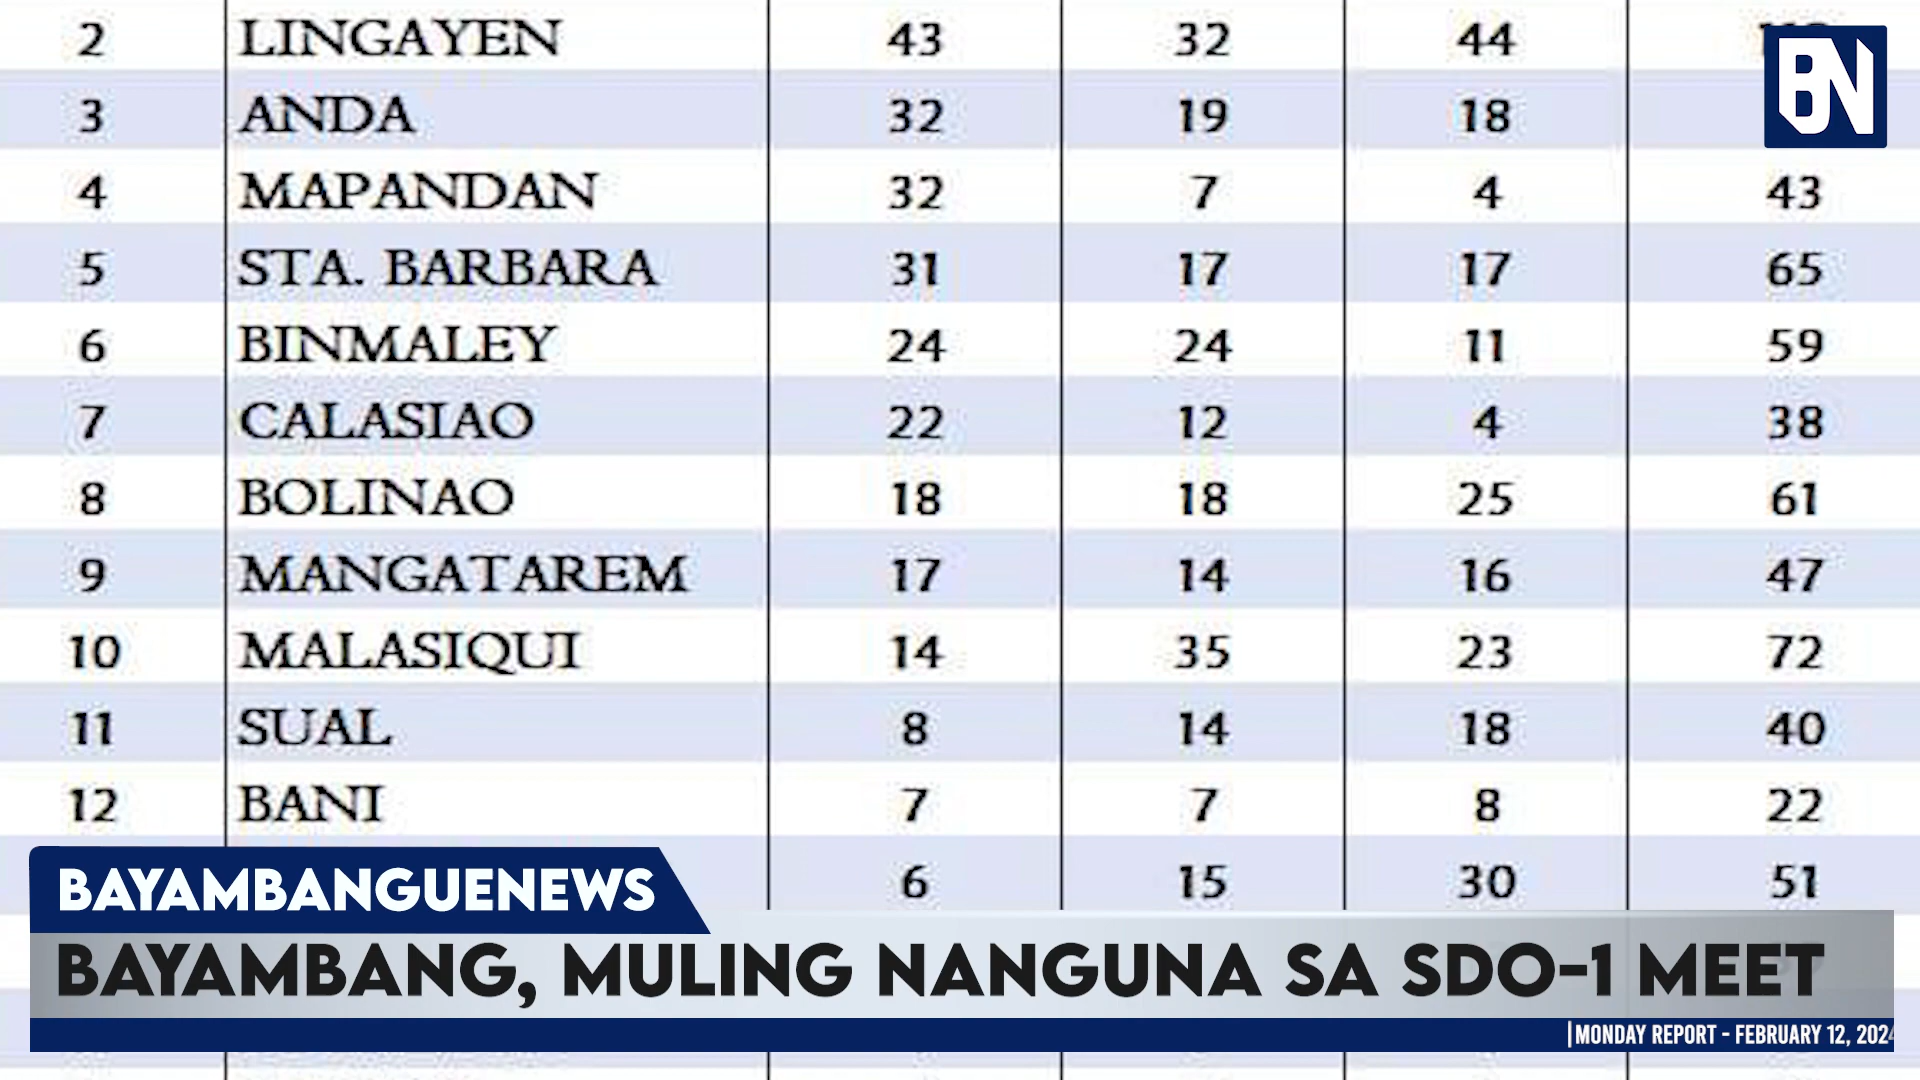 2 LINGAYEN 43 32 44
BN
3 ANDA 32 19 18
4 MAPANDAN 32 7 4 43
5 STA. BARBARA 31 17 17 65
6 BINMALEY 24 24 11 59
7 CALASIAO 22 12 4 38
8 BOLINAO 18 18 25 61
9 MANGATAREM 17 14 16 47
10 MALASIQUI 14 35 23 72
11 SUAL 8 14 18 40
12 BANI 7 7 8 22
6 15 30 51
BAYAMBANGUENEWS
BAYAMBANG, MULING NANGUNA SA SDO-1 MEET
|MONDAY REPORT - FEBRUARY 12, 2024